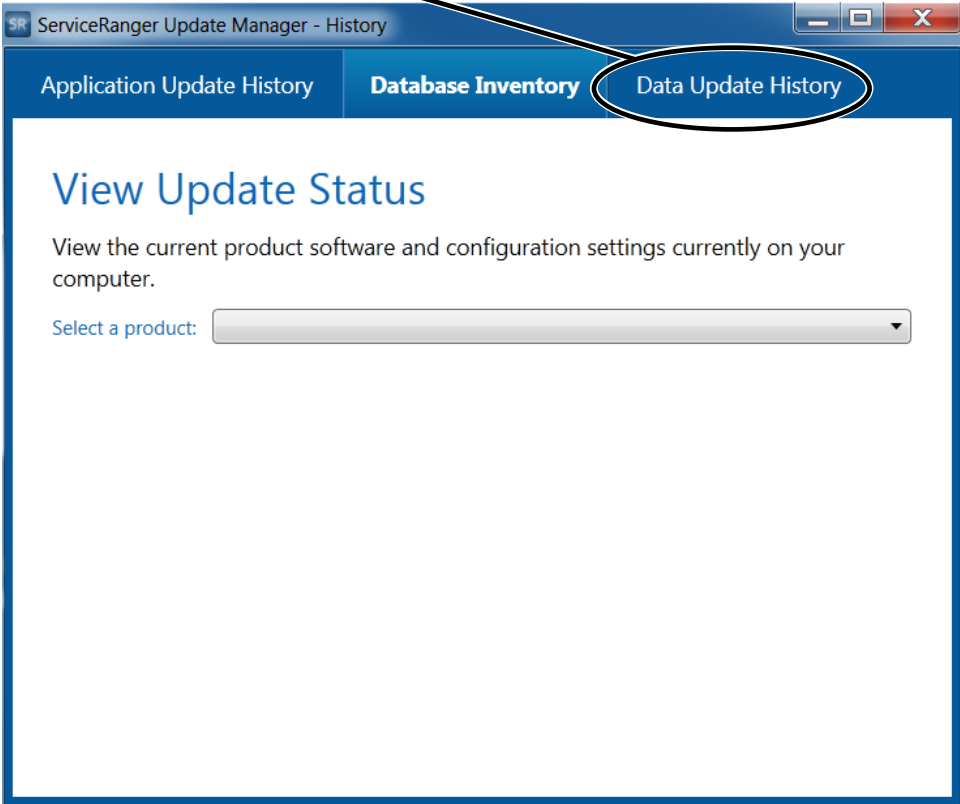 SR ServiceRanger Update Manager - History
Application Update History Database Inventory Data Update History
View Update Status
View the current product software and configuration settings currently on your
computer.
Select a product: